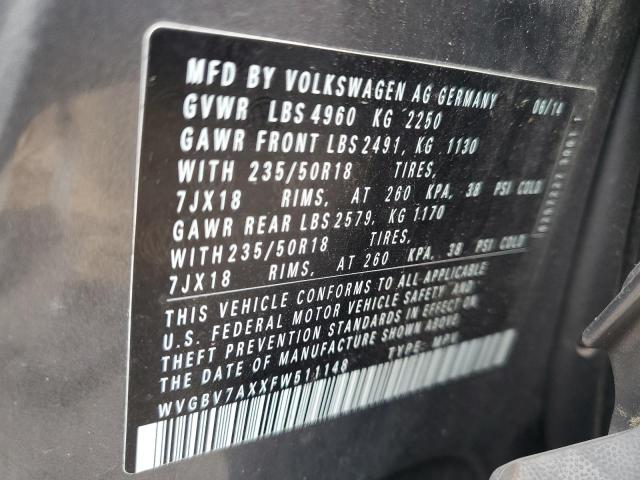 MFD BY VOLKSWAGEN AG GERMANY 06/14
GVWR LBS 4960 KG 2250
GAWR FRONT LBS 2491, KG 1130
WITH 235/50R18 TIRES,
7JX18 RIMS, AT 260 KPA, 38 PSI COLD
GAWR REAR LBS 2579, KG 1170
WITH 235/50R18 TIRES,
7JX18 RIMS, AT 260 KPA, 38 PSI COLD
THIS VEHICLE CONFORMS TO ALL APPLICABLE
U.S. FEDERAL MOTOR VEHICLE SAFETY AND
THEFT PREVENTION STANDARDS IN EFFECT ON
THE DATE OF MANUFACTURE SHOWN ABOVE.
WVGBV7AXXFW511148 TYPE: MPV